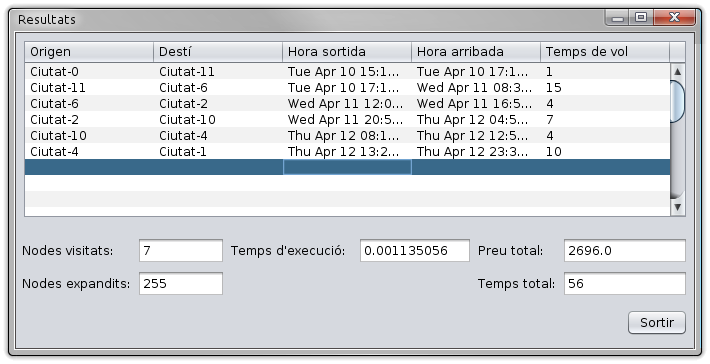 Resultats
Origen Destí Hora sortida Hora arribada Temps de vol
Ciutat-0 Ciutat-11 Tue Apr 10 15:1... Tue Apr 10 17:1... 1
Ciutat-11 Ciutat-6 Tue Apr 10 17:1... Wed Apr 11 08:3... 15
Ciutat-6 Ciutat-2 Wed Apr 11 12:0... Wed Apr 11 16:5... 4
Ciutat-2 Ciutat-10 Wed Apr 11 20:5... Thu Apr 12 04:5... 7
Ciutat-10 Ciutat-4 Thu Apr 12 08:1... Thu Apr 12 12:5... 4
Ciutat-4 Ciutat-1 Thu Apr 12 13:2... Thu Apr 12 23:3... 10
Nodes visitats: 7 Temps d'execució: 0.001135056 Preu total: 2696.0
Nodes expandits: 255 Temps total: 56
Sortir